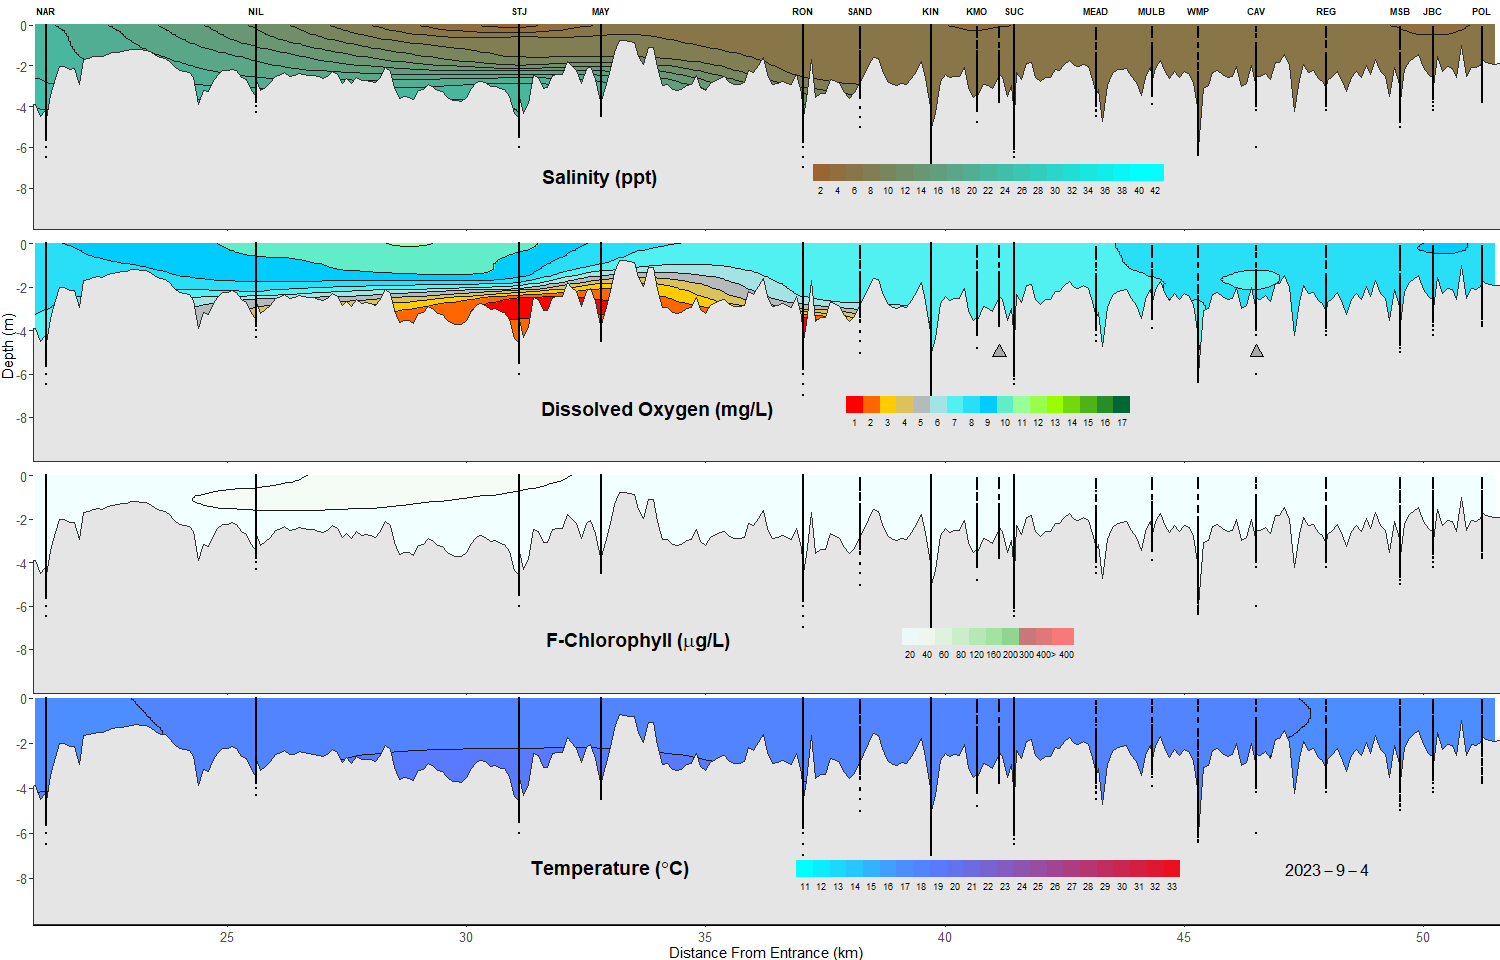 NAR NIL STJ MAY RON SAND KIN KMO SUC MEAD MULB WMP CAV REG MSB JBC POL
0
-2
-4
-6
-8
Salinity (ppt)
2 4 6 8 10 12 14 16 18 20 22 24 26 28 30 32 34 36 38 40 42
0
-2
-4
-6
-8
Dissolved Oxygen (mg/L)
1 2 3 4 5 6 7 8 9 10 11 12 13 14 15 16 17
Depth (m)
0
-2
-4
-6
-8
F-Chlorophyll (µg/L)
20 40 60 80 120 160 200 300 400> 400
0
-2
-4
-6
-8
Temperature (°C)
11 12 13 14 15 16 17 18 19 20 21 22 23 24 25 26 27 28 29 30 31 32 33
2023-9-4
25 30 35 40 45 50
Distance From Entrance (km)